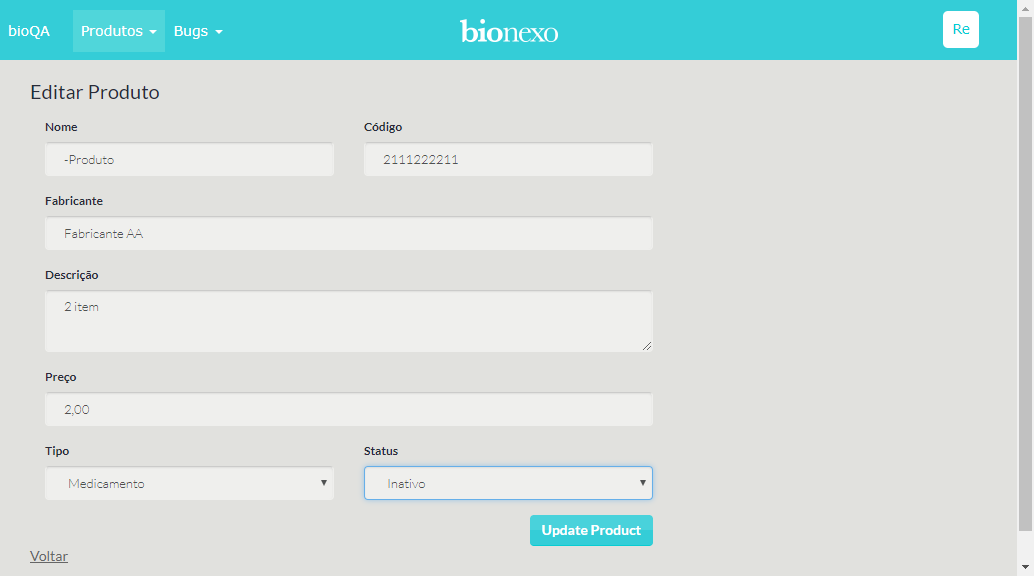 bioQA Produtos Bugs bionexo Re
Editar Produto
Nome Código
-Produto 2111222211
Fabricante
Fabricante AA
Descrição
2 item
Preço
2,00
Tipo Status
Medicamento Inativo
Update Product
Voltar